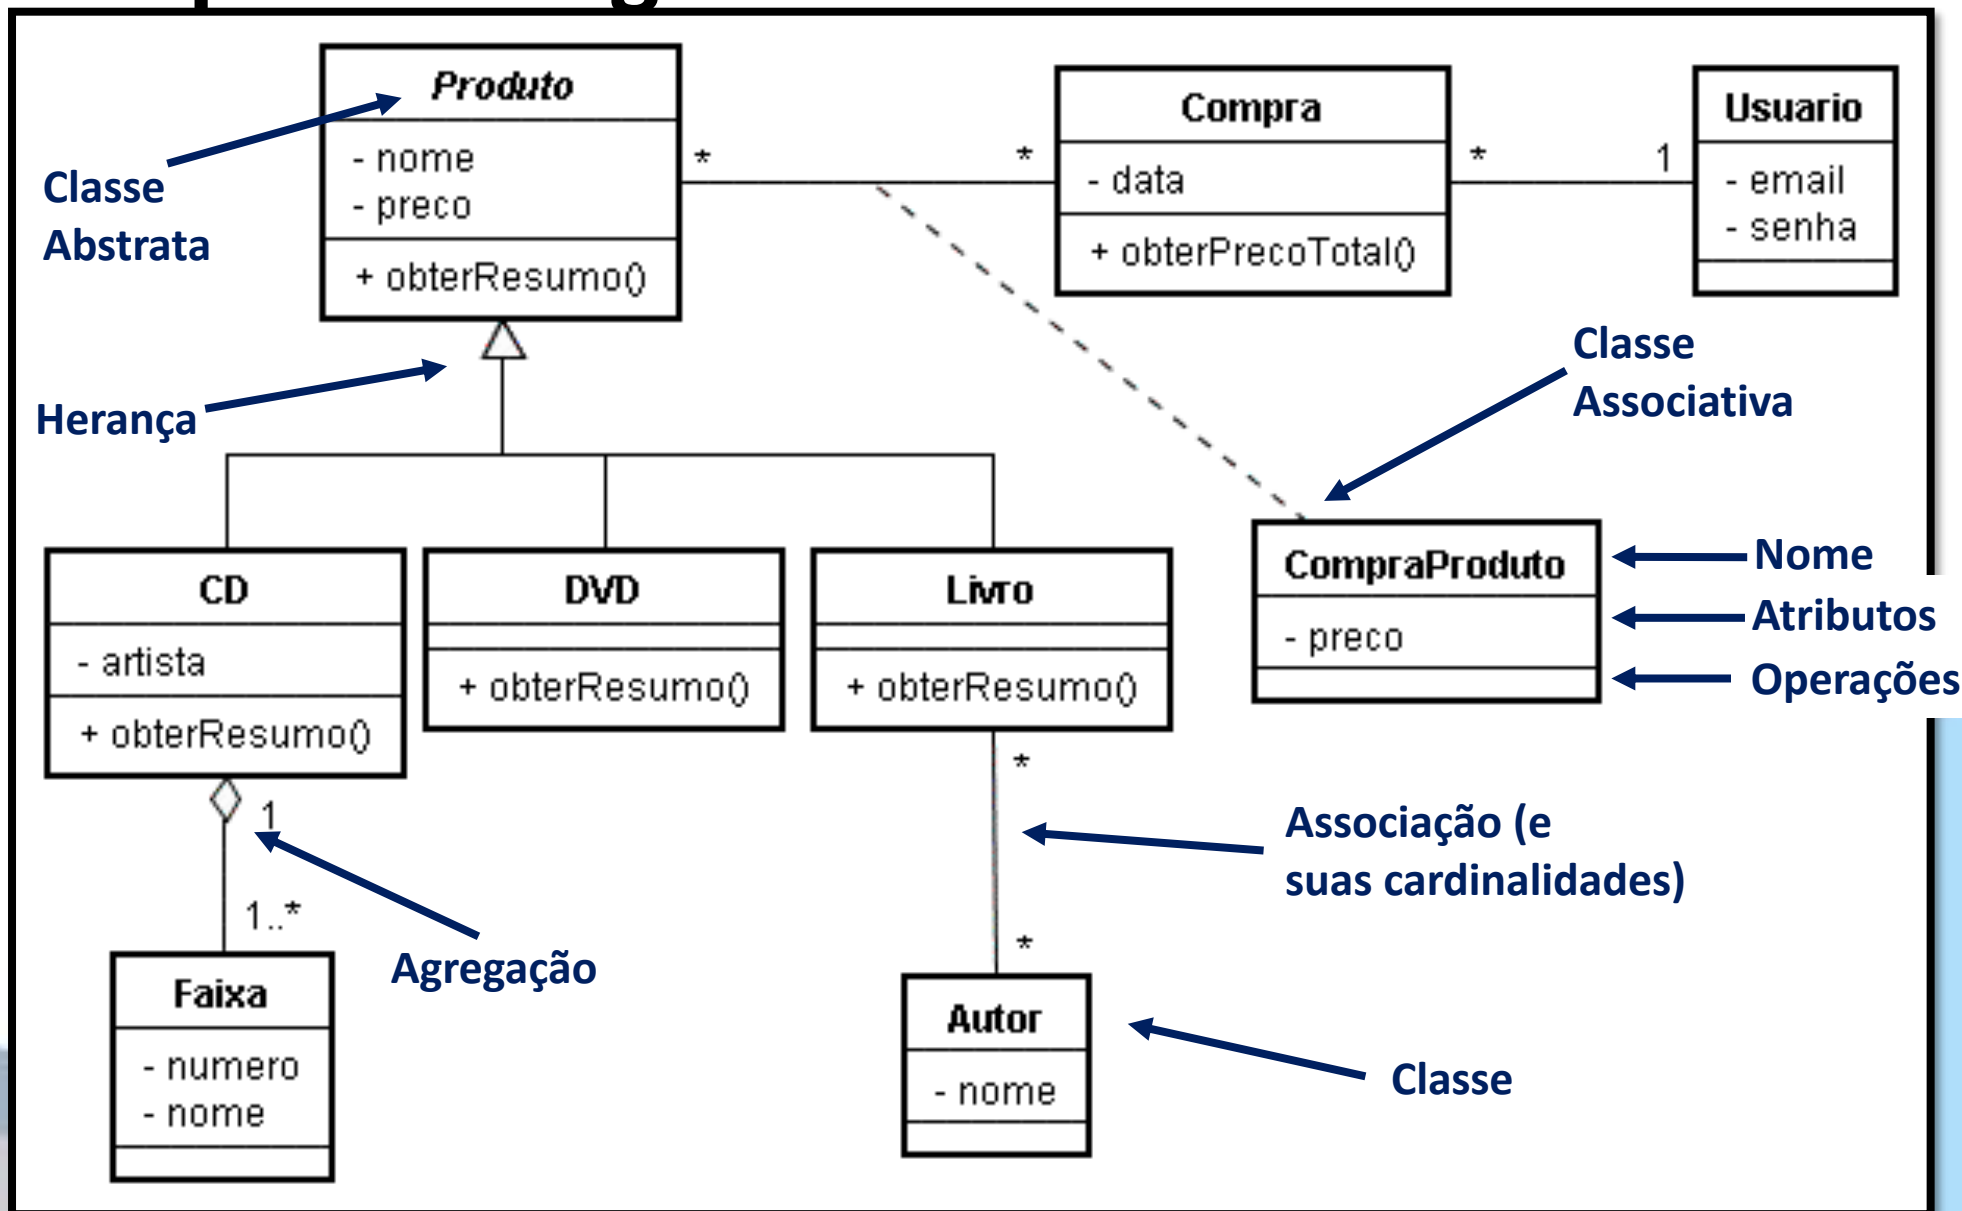 Produto
- nome
- preco
+ obterResumo()
*
*
Compra
- data
+ obterPrecoTotal()
*
1
Usuario
- email
- senha
Classe
Abstrata
Herança
Classe
Associativa
CD
- artista
+ obterResumo()
DVD
+ obterResumo()
Livro
+ obterResumo()
CompraProduto
- preco
Nome
Atributos
Operações
1
1..*
Agregação
*
*
Associação (e
suas cardinalidades)
Faixa
- numero
- nome
Autor
- nome
Classe